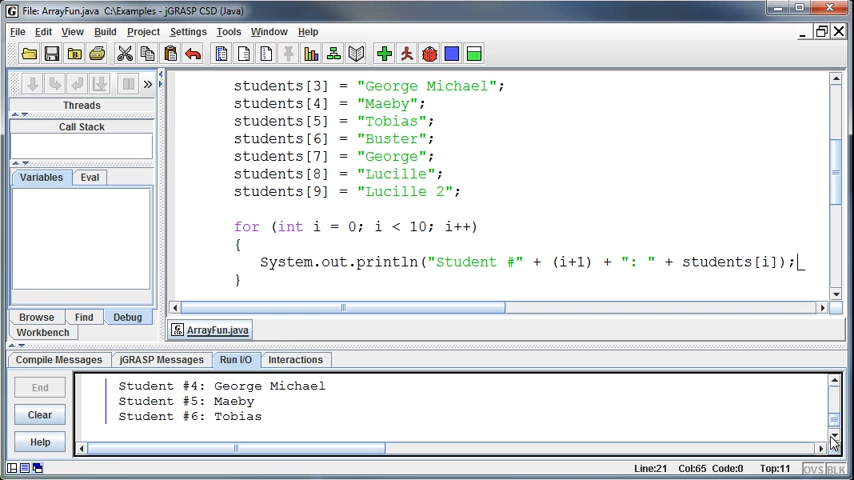 File: ArrayFun.java  C:\Examples - jGRASP CSD (Java)
File Edit View Build Project Settings Tools Window Help
Threads
Call Stack
Variables Eval
Browse Find Debug
Workbench
students[3] = "George Michael";
students[4] = "Maeby";
students[5] = "Tobias";
students[6] = "Buster";
students[7] = "George";
students[8] = "Lucille";
students[9] = "Lucille 2";
for (int i = 0; i < 10; i++)
{
System.out.println("Student #" + (i+1) + ": " + students[i]);
}
ArrayFun.java
Compile Messages jGRASP Messages Run I/O Interactions
End
Clear
Help
Student #4: George Michael
Student #5: Maeby
Student #6: Tobias
Line:21 Col:65 Code:0 Top:11 OVS BLK